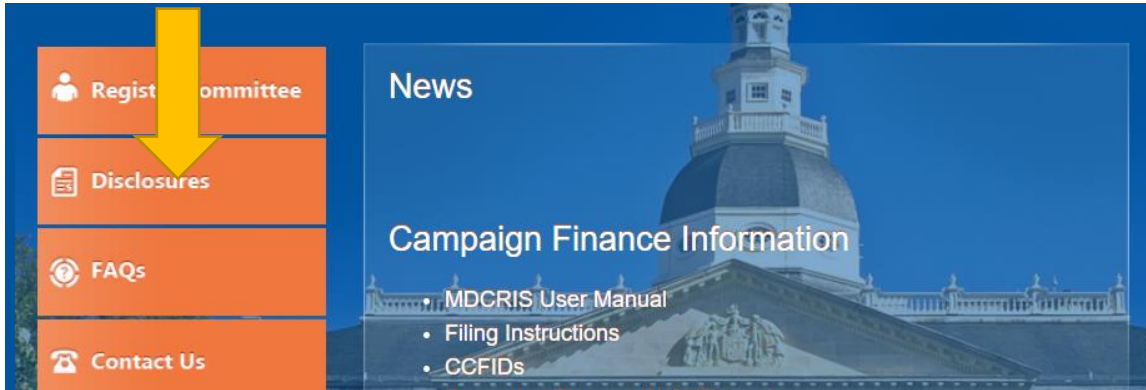 Regist ommittee
Disclosures
FAQs
Contact Us
News
Campaign Finance Information
• MDCRIS User Manual
• Filing Instructions
• CCFIDs